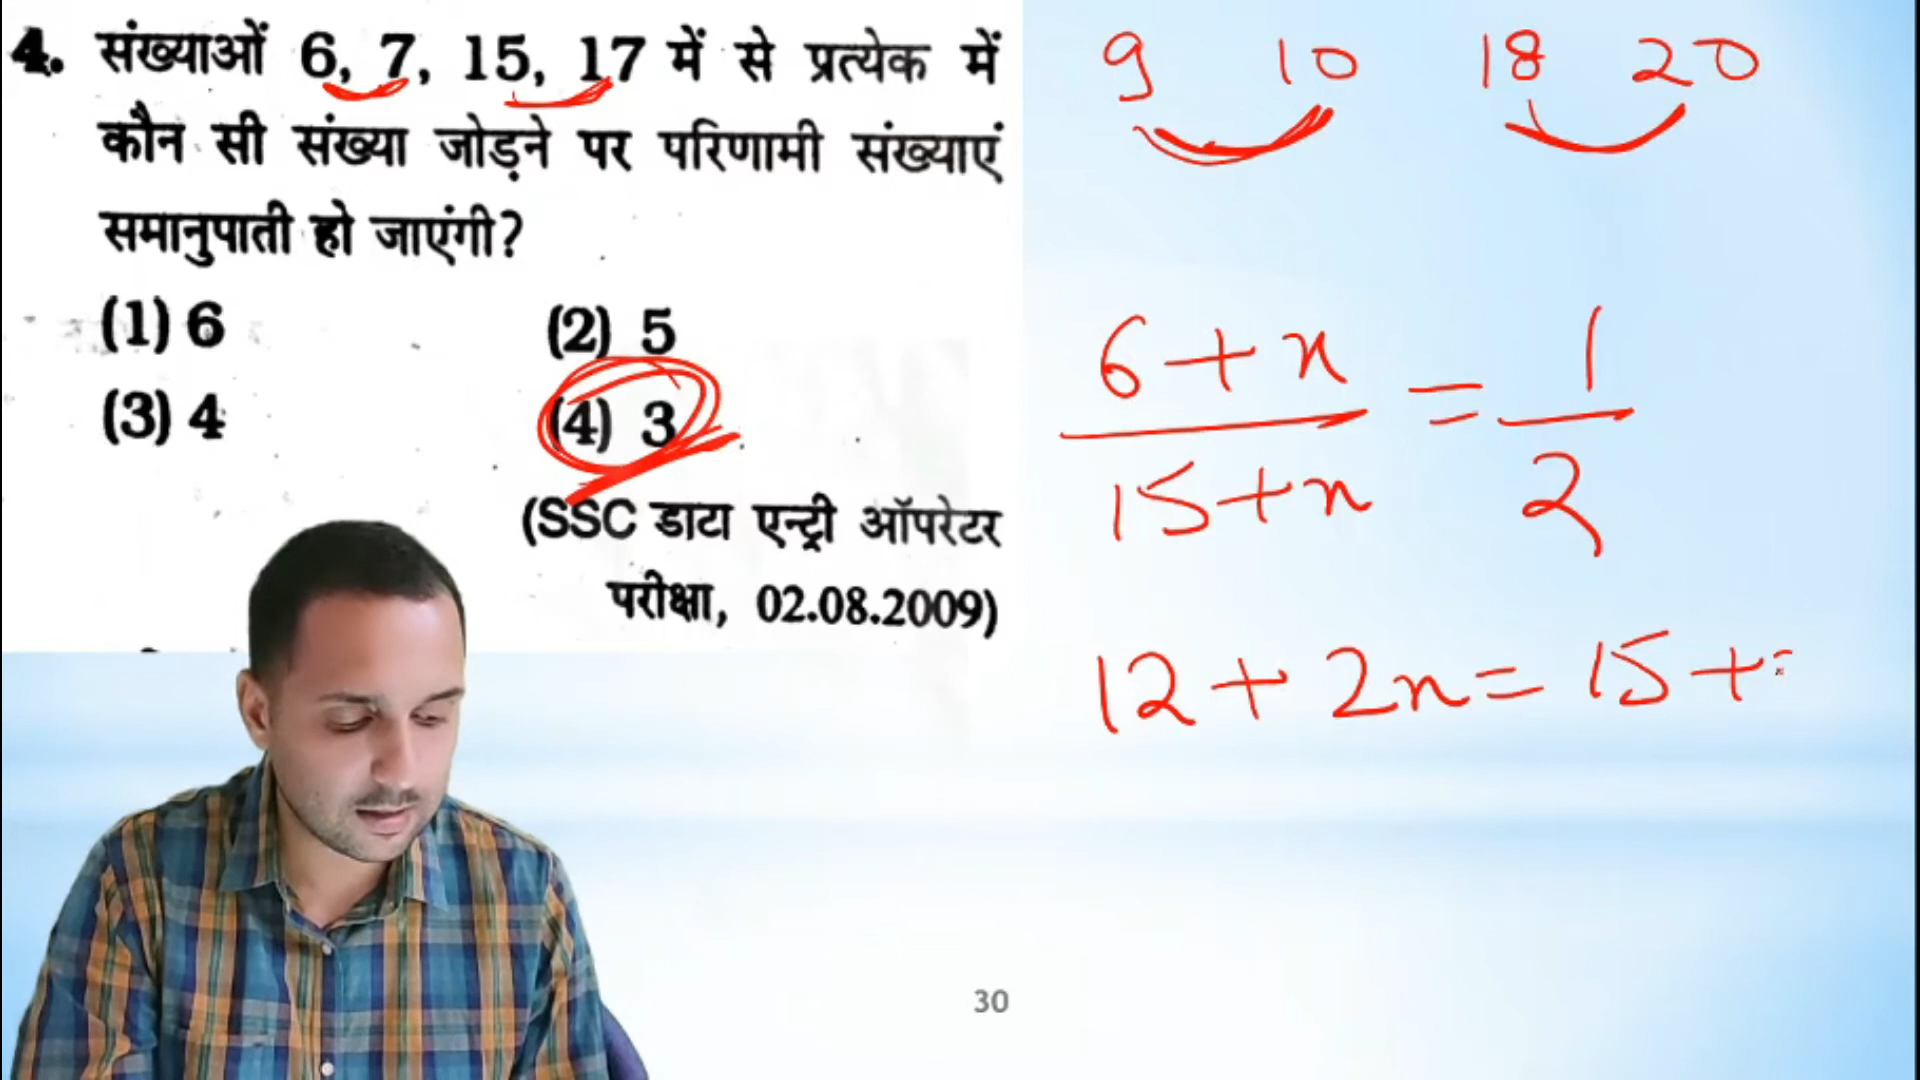 4. संख्याओं 6, 7, 15, 17 में से प्रत्येक में
कौन सी संख्या जोड़ने पर परिणामी संख्याएं
समानुपाती हो जाएंगी?
(1) 6 (2) 5
(3) 4 (4) 3
(SSC डाटा एन्ट्री ऑपरेटर
परीक्षा, 02.08.2009)
9 10 18 20
6+x = 1
15+x 2
12+2x=15+
30